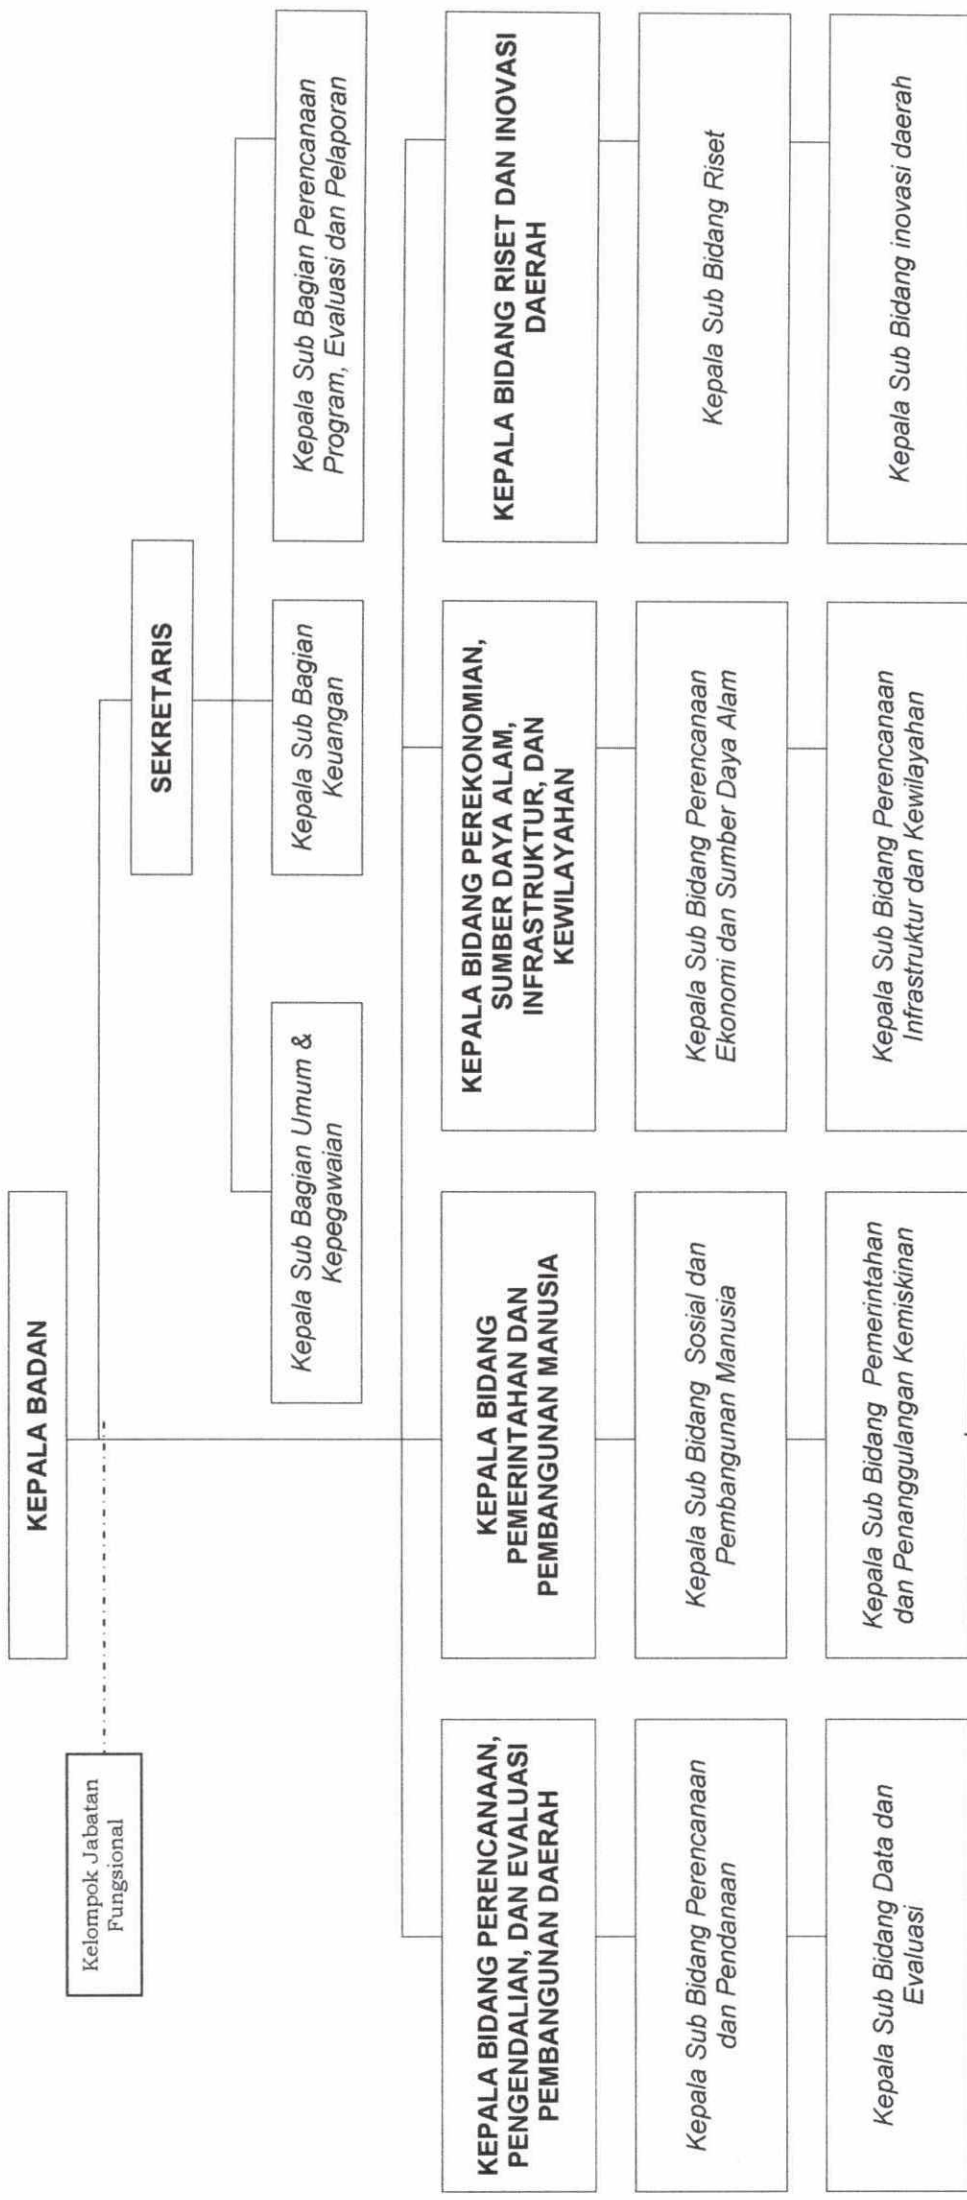 KEPALA BADAN
Kelompok Jabatan
Fungsional
SEKRETARIS
Kepala Sub Bagian Umum &
Kepegawaian
Kepala Sub Bagian
Keuangan
Kepala Sub Bagian Perencanaan
Program, Evaluasi dan Pelaporan
KEPALA BIDANG PERENCANAAN,
PENGENDALIAN, DAN EVALUASI
PEMBANGUNAN DAERAH
KEPALA BIDANG
PEMERINTAHAN DAN
PEMBANGUNAN MANUSIA
KEPALA BIDANG PEREKONOMIAN,
SUMBER DAYA ALAM,
INFRASTRUKTUR, DAN
KEWILAYAHAN
KEPALA BIDANG RISET DAN INOVASI
DAERAH
Kepala Sub Bidang Perencanaan
dan Pendanaan
Kepala Sub Bidang Sosial dan
Pembangunan Manusia
Kepala Sub Bidang Perencanaan
Ekonomi dan Sumber Daya Alam
Kepala Sub Bidang Riset
Kepala Sub Bidang Data dan
Evaluasi
Kepala Sub Bidang Pemerintahan
dan Penanggulangan Kemiskinan
Kepala Sub Bidang Perencanaan
Infrastruktur dan Kewilayahan
Kepala Sub Bidang inovasi daerah